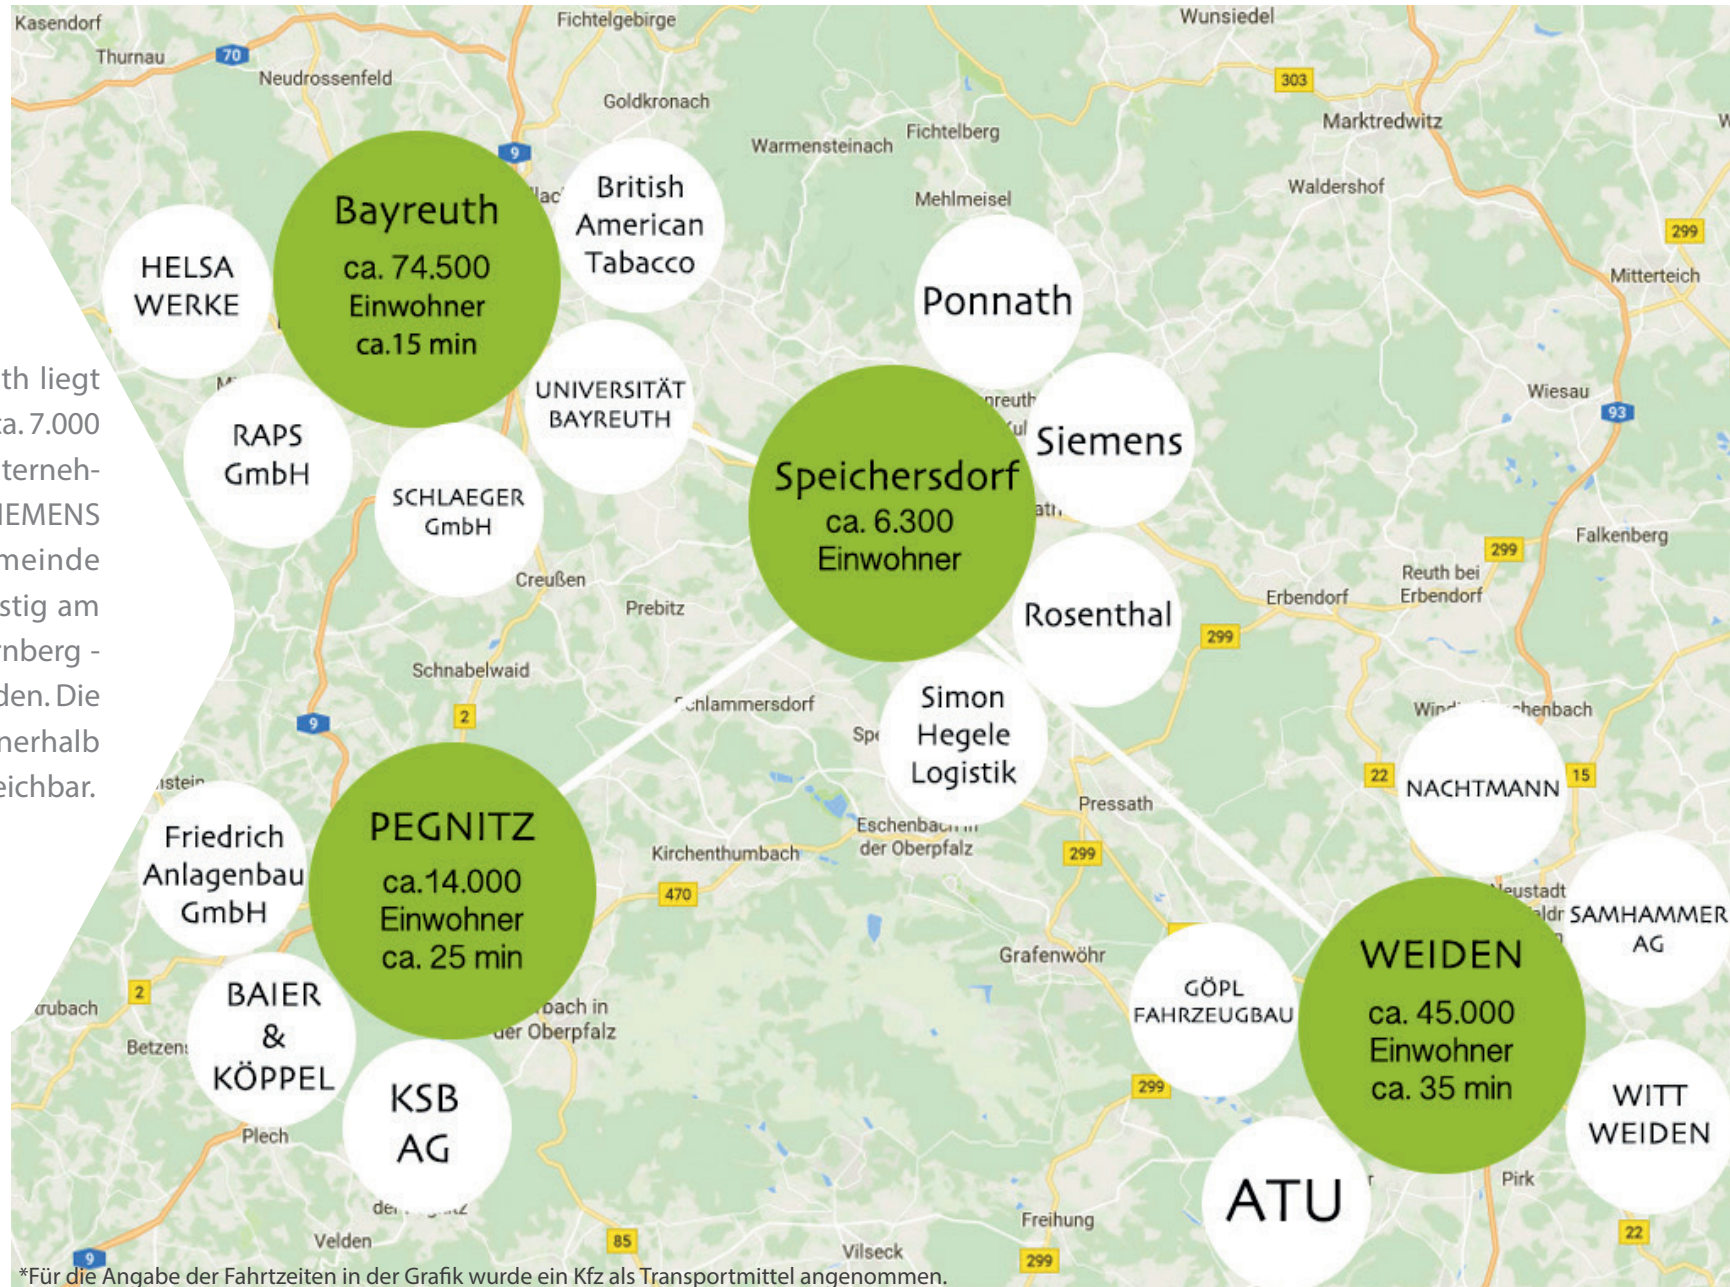 Kasendorf
Thurnau
70
Neudrossenfeld
Fichtelgebirge
Goldkronach
Wunsiedel
303
Marktredwitz
Warmensteinach
Fichtelberg
Mehlmeisel
Waldershof
299
Mitterteich
9
Bayreuth
ca. 74.500
Einwohner
ca.15 min
British
American
Tabacco
HELSA
WERKE
UNIVERSITÄT
BAYREUTH
RAPS
GmbH
SCHLAEGER
GmbH
Ponnath
Siemens
Speichersdorf
ca. 6.300
Einwohner
Rosenthal
Simon
Hegele
Logistik
Wiesau
93
Falkenberg
299
Reuth bei
Erbendorf
Erbendorf
299
th liegt
ca. 7.000
terneh-
IEMENS
meinde
stig am
rnberg -
den. Die
nerhalb
eichbar.
Creußen
Prebitz
Schnabelwaid
2
9
Schlammersdorf
Pressath
22
15
NACHTMANN
Eschenbach in
der Oberpfalz
Kirchenthumbach
299
470
Friedrich
Anlagenbau
GmbH
PEGNITZ
ca.14.000
Einwohner
ca. 25 min
BAIER
&
KÖPPEL
KSB
AG
2
der Oberpfalz
Plech
Velden
9
85
Vilseck
Grafenwöhr
GÖPL
FAHRZEUGBAU
299
WEIDEN
ca. 45.000
Einwohner
ca. 35 min
Neustadt
SAMHAMMER
AG
WITT
WEIDEN
ATU
Pirk
22
Freihung
299
*Für die Angabe der Fahrtzeiten in der Grafik wurde ein Kfz als Transportmittel angenommen.